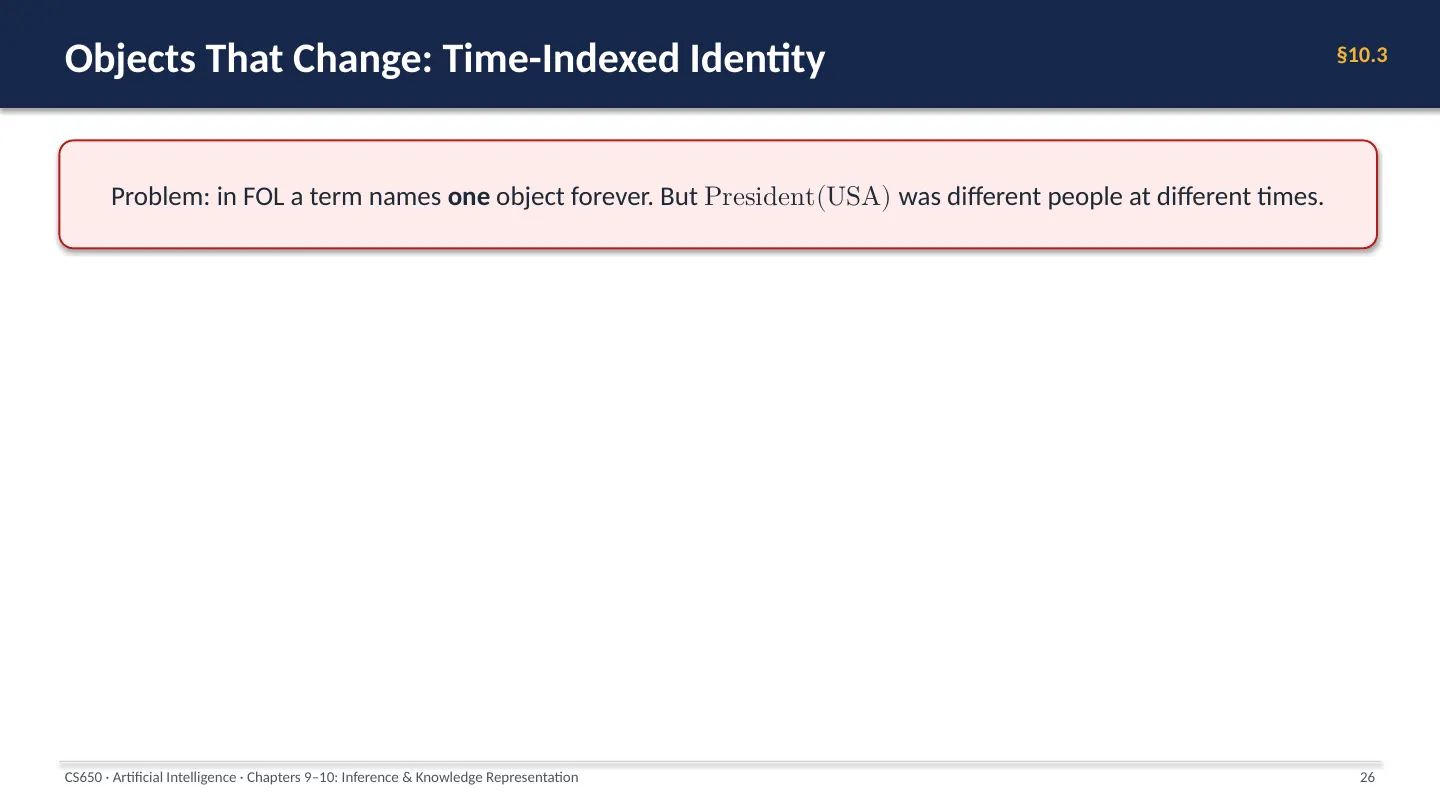 Objects That Change: Time-Indexed Identity
§10.3
Problem: in FOL a term names one object forever. But President(USA) was different people at different times.
CS650 · Artificial Intelligence · Chapters 9–10: Inference & Knowledge Representation
26